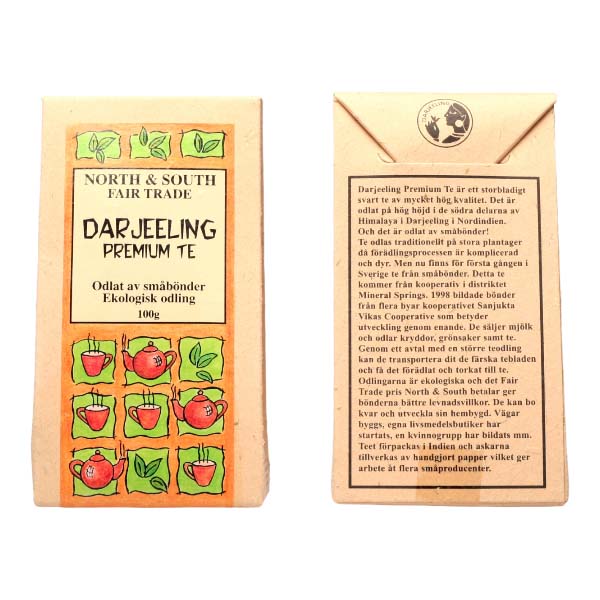 NORTH & SOUTH
FAIR TRADE
DARJEELING
PREMIUM TE
Odlat av småbönder
Ekologisk odling
100g
DARJEELING
Darjeeling Premium Te är ett storbladigt
svart te av mycket hög kvalitet. Det är
odlat på hög höjd i de södra delarna av
Himalaya i Darjeeling i Nordindien.
Och det är odlat av småbönder!
Te odlas traditionellt på stora plantager
då förädlingsprocessen är komplicerad
och dyr. Men nu finns för första gången i
Sverige te från småbönder. Detta te
kommer från kooperativ i distriktet
Mineral Springs. 1998 bildade bönder
från flera byar kooperativet Sanjukta
Vikas Cooperative som betyder
utveckling genom enande. De säljer mjölk
och odlar kryddor, grönsaker samt te.
Genom ett avtal med en större teodling
kan de transportera dit de färska tebladen
och få det förädlat och torkat till te.
Odlingarna är ekologiska och det Fair
Trade pris North & South betalar ger
bönderna bättre levnadsvillkor. De kan bo
kvar och utveckla sin hembygd. Vägar
byggs, egna livsmedelsbutiker har
startats, en kvinnogrupp har bildats mm.
Teet förpackas i Indien och askarna
tillverkas av handgjort papper vilket ger
arbete åt flera småproducenter.